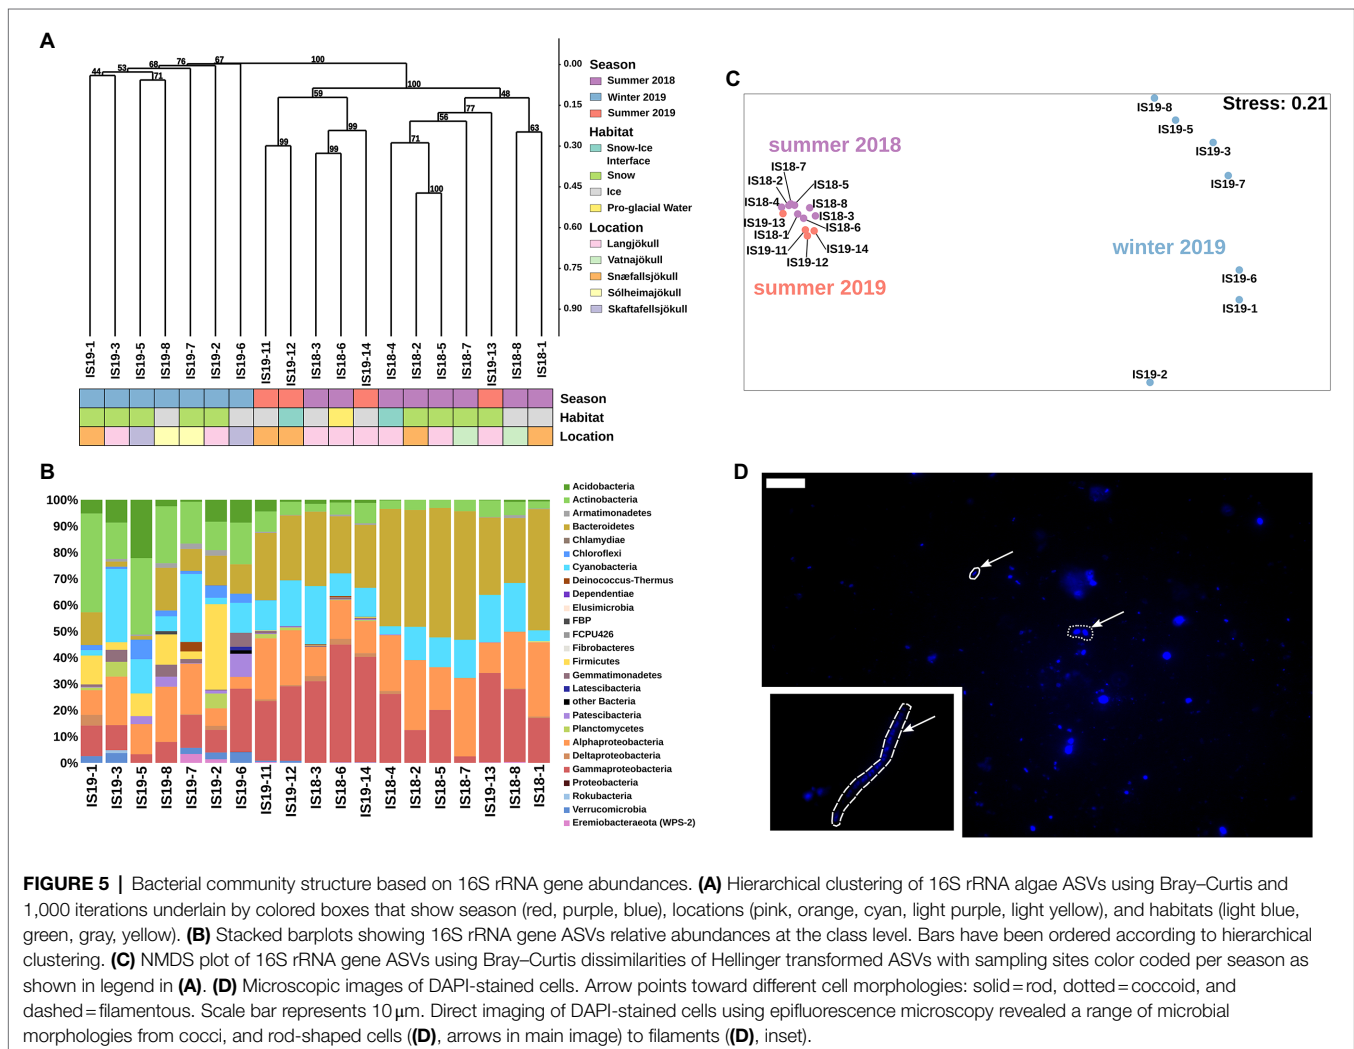 A
44
53
71
68
76
67
100
100
59
99
99
99
48
77
56
71
100
63
0.00
0.15
0.30
0.45
0.60
0.75
0.90
Season
Summer 2018
Winter 2019
Summer 2019
Habitat
Snow-Ice
Interface
Snow
Ice
Pro-glacial Water
Location
Langjökull
Vatnajökull
Snæfallsjökull
Sólheimajökull
Skaftafellsjökull
IS19-1
IS19-3
IS19-5
IS19-8
IS19-7
IS19-2
IS19-6
IS19-11
IS19-12
IS18-3
IS18-6
IS19-14
IS18-4
IS18-2
IS18-5
IS18-7
IS19-13
IS18-8
IS18-1
Season
Habitat
Location
B
100%
90%
80%
70%
60%
50%
40%
30%
20%
10%
0%
IS19-1
IS19-3
IS19-5
IS19-8
IS19-7
IS19-2
IS19-6
IS19-11
IS19-12
IS18-3
IS18-6
IS19-14
IS18-4
IS18-2
IS18-5
IS18-7
IS19-13
IS18-8
IS18-1
Acidobacteria
Actinobacteria
Armatimonadetes
Bacteroidetes
Chlamydiae
Chloroflexi
Cyanobacteria
Deinococcus-Thermus
Dependentiae
Elusimicrobia
FBP
FCPU426
Fibrobacteres
Firmicutes
Gemmatimonadetes
Latescibacteria
other Bacteria
Patescibacteria
Planctomycetes
Alphaproteobacteria
Deltaproteobacteria
Gammaproteobacteria
Proteobacteria
Rokubacteria
Verrucomicrobia
Eremiobacteraeota (WPS-2)
C
Stress: 0.21
IS19-8
IS19-5
IS19-3
IS19-7
summer 2018
IS18-7
IS18-2
IS18-5
IS18-4
IS18-8
IS18-3
IS19-13
IS18-6
IS18-1
IS19-11
IS19-14
IS19-12
winter 2019
IS19-6
summer 2019
IS19-1
IS19-2
D
FIGURE 5 | Bacterial community structure based on 16S rRNA gene abundances. (A) Hierarchical clustering of 16S rRNA algae ASVs using Bray–Curtis and
1,000 iterations underlain by colored boxes that show season (red, purple, blue), locations (pink, orange, cyan, light purple, light yellow), and habitats (light blue,
green, gray, yellow). (B) Stacked barplots showing 16S rRNA gene ASVs relative abundances at the class level. Bars have been ordered according to hierarchical
clustering. (C) NMDS plot of 16S rRNA gene ASVs using Bray–Curtis dissimilarities of Hellinger transformed ASVs with sampling sites color coded per season as
shown in legend in (A). (D) Microscopic images of DAPI-stained cells. Arrow points toward different cell morphologies: solid = rod, dotted = coccoid, and
dashed = filamentous. Scale bar represents 10 μm. Direct imaging of DAPI-stained cells using epifluorescence microscopy revealed a range of microbial
morphologies from cocci, and rod-shaped cells ((D), arrows in main image) to filaments ((D), inset).